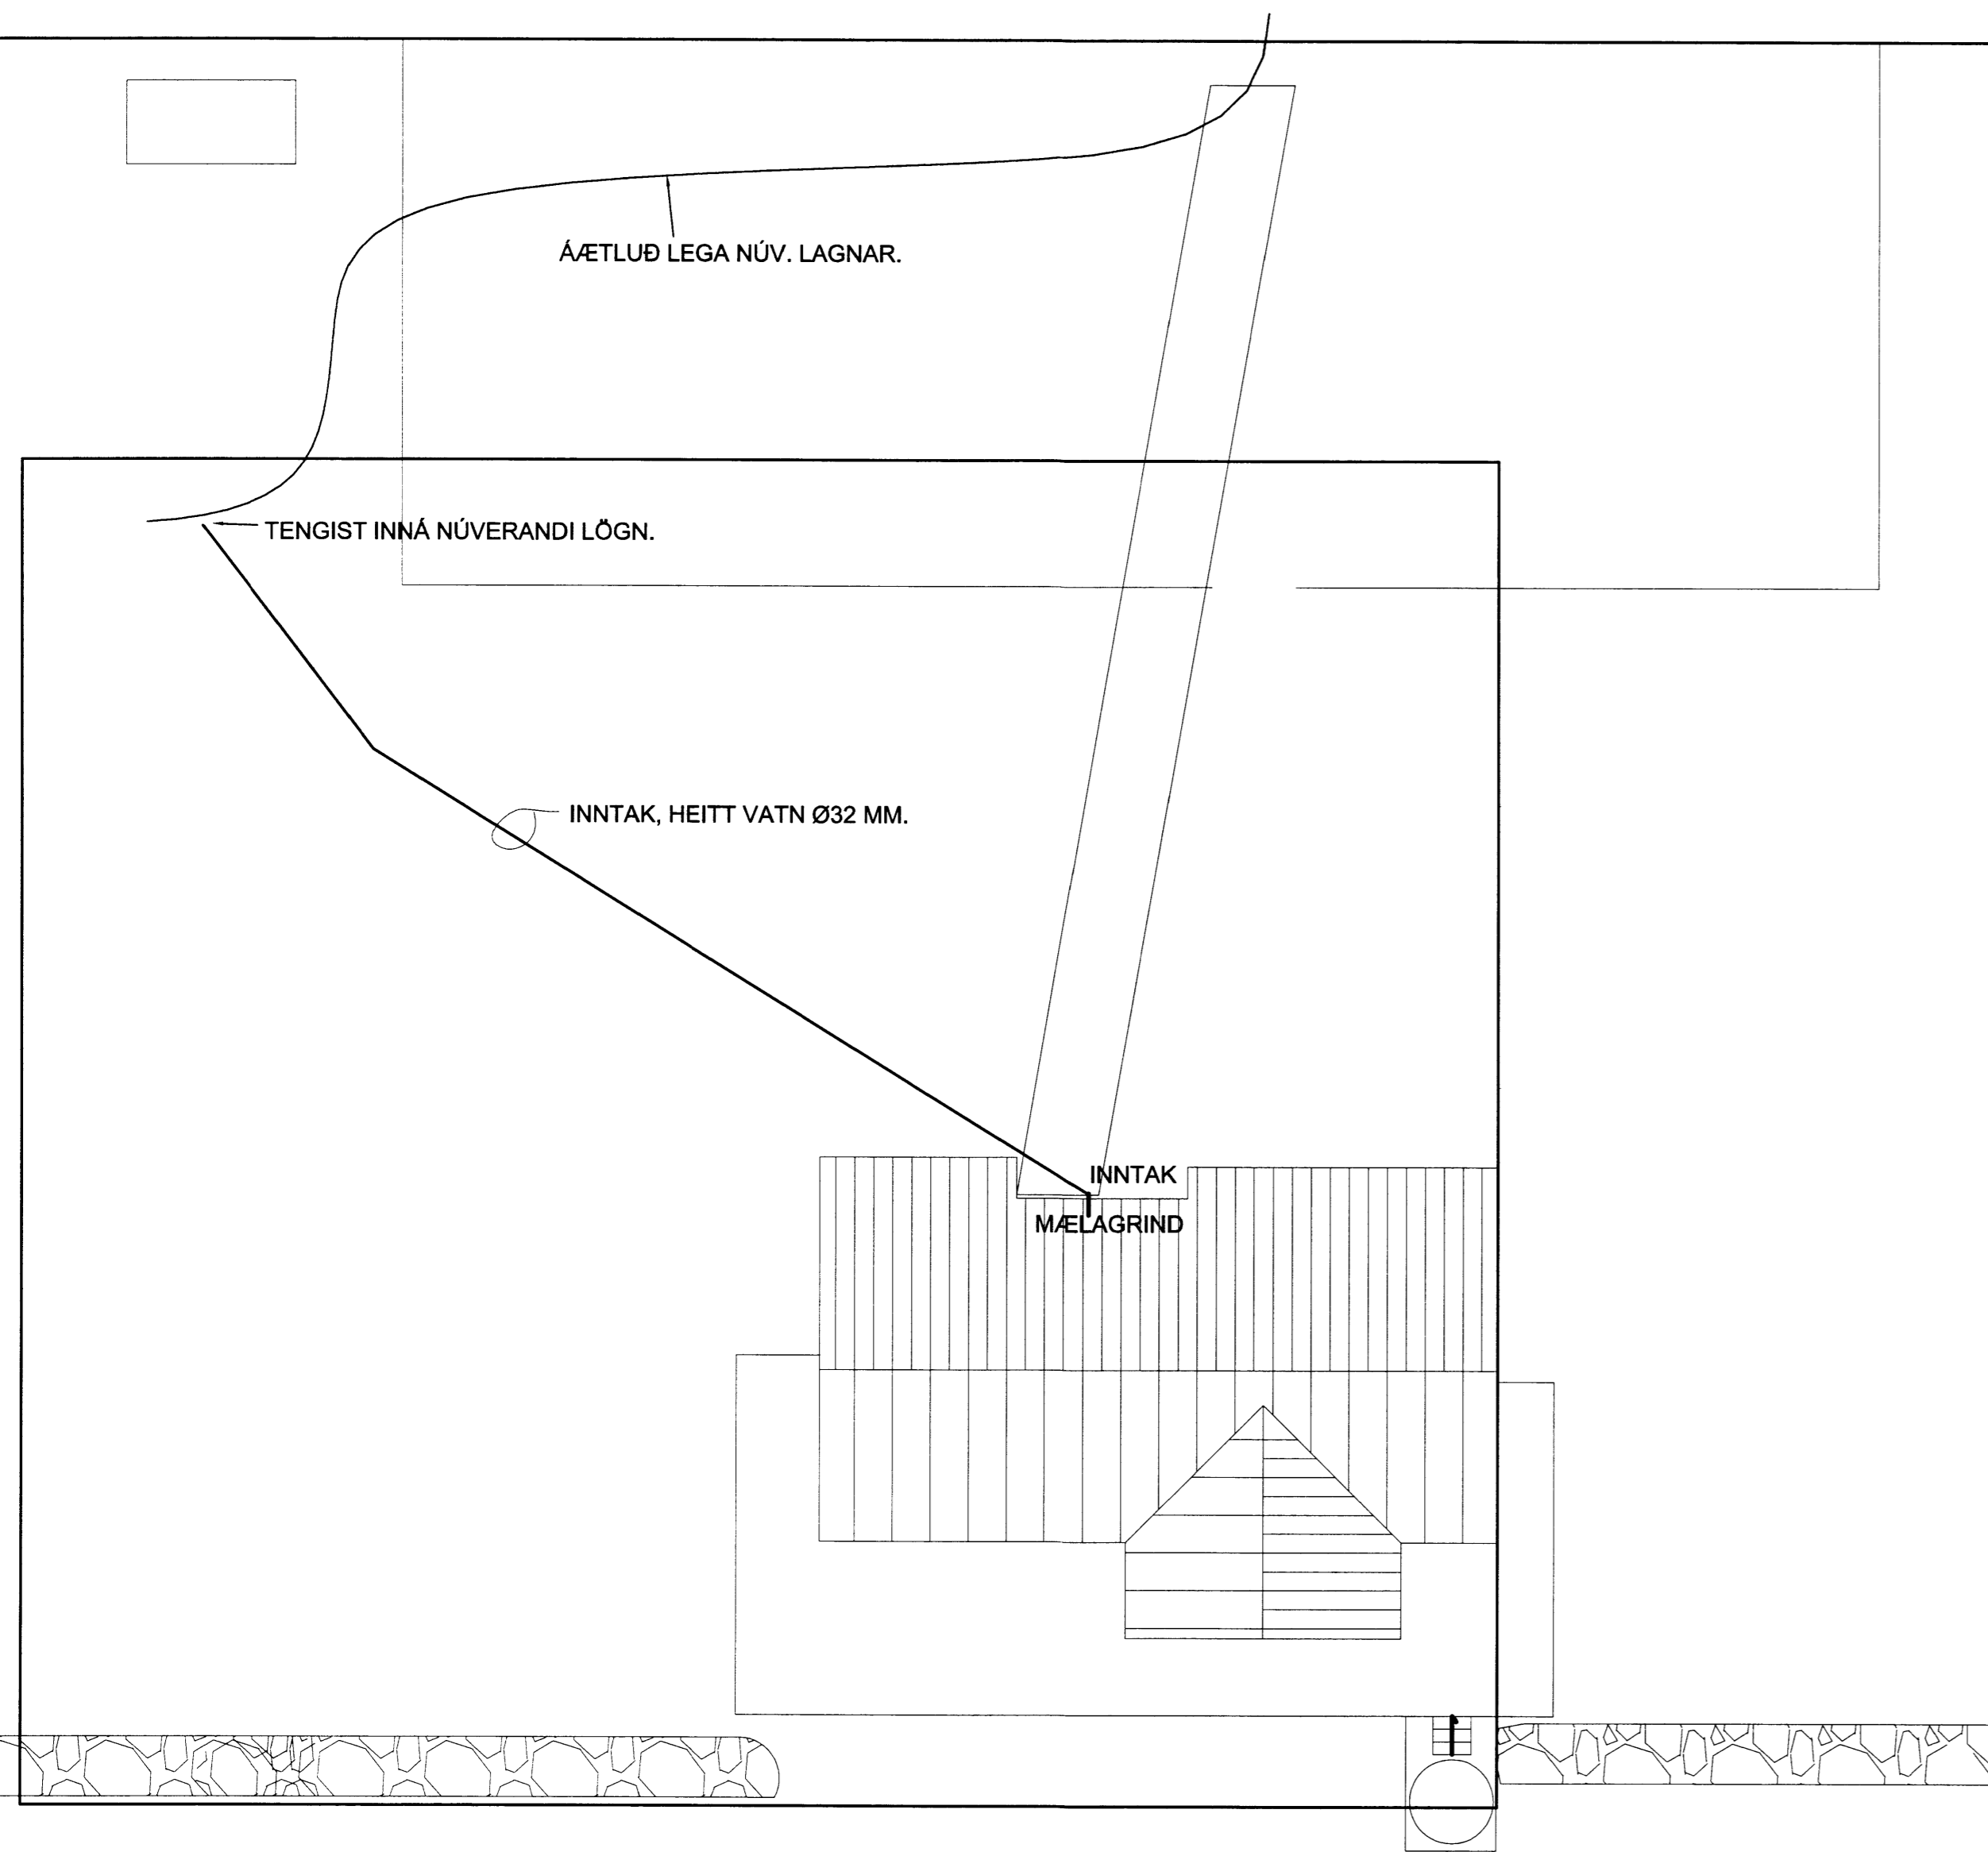 ÁÆTLUÐ LEGA NÚV. LAGNAR.
TENGIST INNÁ NÚVERANDI LÖGN.
INNTAK, HEITT VATN Ø32 MM.
INNTAK
MÆLAGRIND